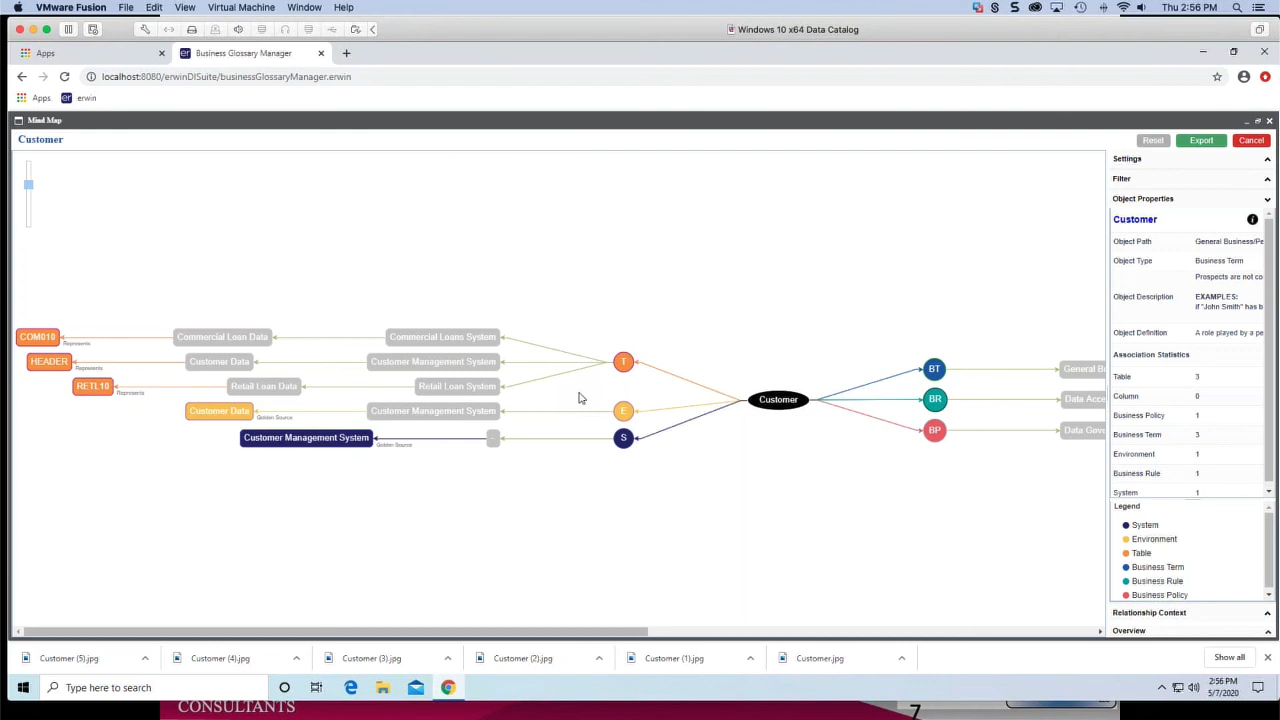 VMware Fusion File Edit View Virtual Machine Window Help Thu 2:56 PM
Windows 10 x64 Data Catalog
Apps Business Glossary Manager
localhost:8080/erwinDISuite/businessGlossaryManager.erwin
Apps erwin
Mind Map
Customer Reset Export Cancel
Settings
Filter
Object Properties
Customer
Object Path General Business/Pe
Object Type Business Term
Prospects are not co
Object Description EXAMPLES:
if "John Smith" has b
Object Definition A role played by a pe
Association Statistics
Table 3
Column 0
Business Policy 1
Business Term 3
Environment 1
Business Rule 1
System 1
Legend
System
Environment
Table
Business Term
Business Rule
Business Policy
Relationship Context
Overview
COM010 Represents Commercial Loan Data Commercial Loans System
HEADER Represents Customer Data Customer Management System T
RETL10 Represents Retail Loan Data Retail Loan System
Customer Data Golden Source Customer Management System E
Customer Management System Golden Source S
Customer
BT General B
BR Data Acce
BP Data Gov
Customer (5).jpg Customer (4).jpg Customer (3).jpg Customer (2).jpg Customer (1).jpg Customer.jpg Show all
Type here to search
2:56 PM
5/7/2020
CONSULTANTS
7